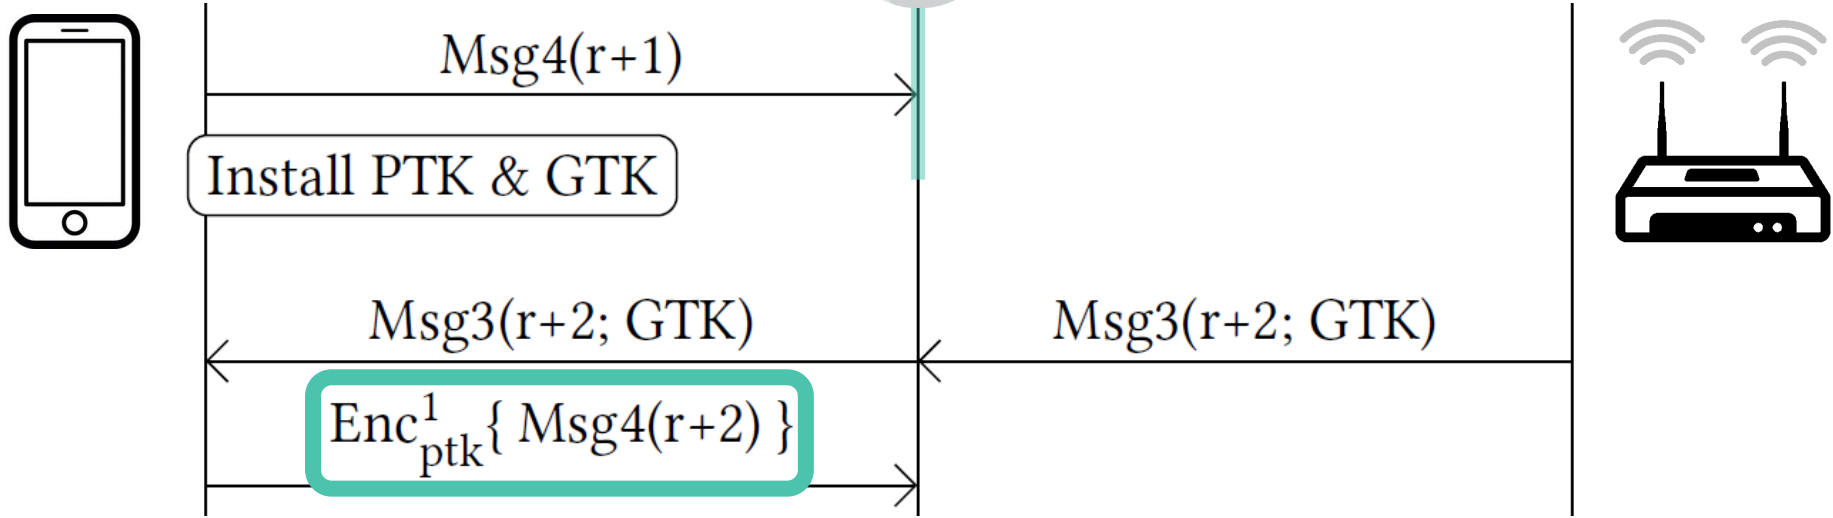 Msg4(r+1)
Install PTK & GTK
Msg3(r+2; GTK)
Msg3(r+2; GTK)
Enc¹ₚₜₖ{ Msg4(r+2) }